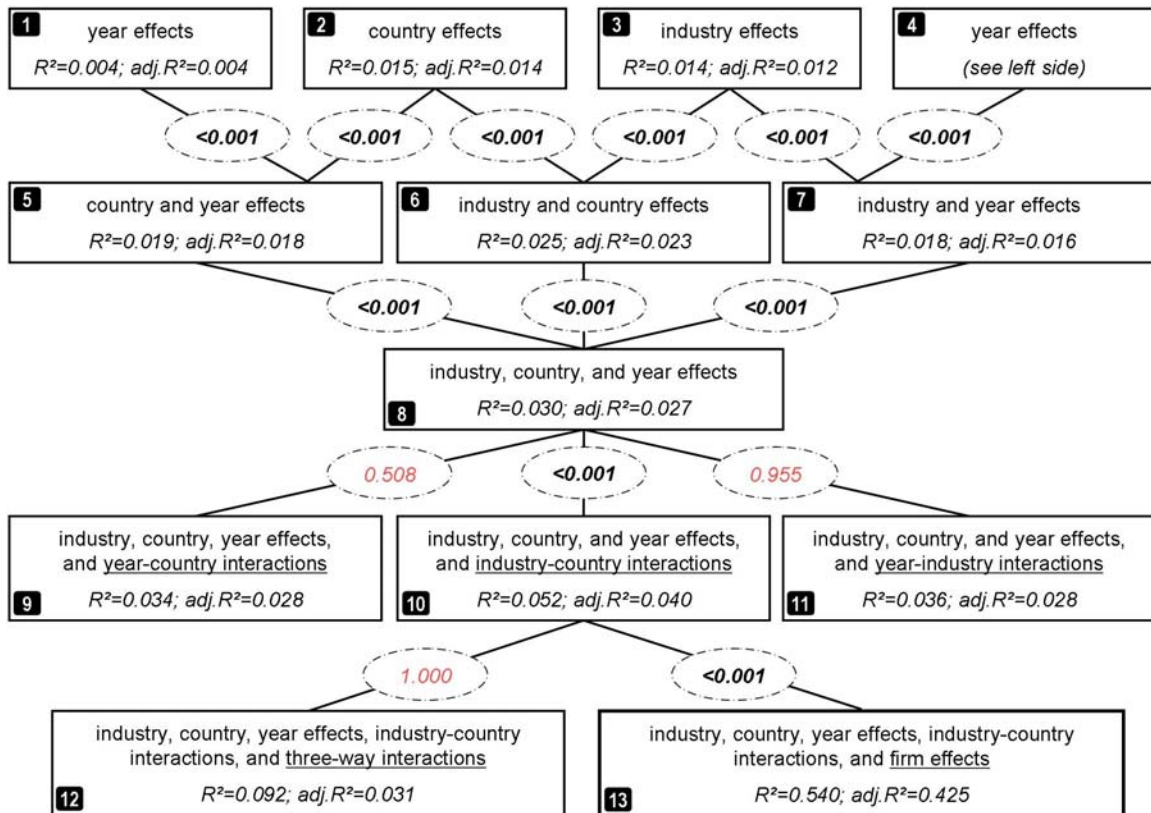 1
year effects
R²=0.004; adj.R²=0.004
2
country effects
R²=0.015; adj.R²=0.014
3
industry effects
R²=0.014; adj.R²=0.012
4
year effects
(see left side)
<0.001
<0.001
<0.001
<0.001
<0.001
<0.001
5
country and year effects
R²=0.019; adj.R²=0.018
6
industry and country effects
R²=0.025; adj.R²=0.023
7
industry and year effects
R²=0.018; adj.R²=0.016
<0.001
<0.001
<0.001
industry, country, and year effects
R²=0.030; adj.R²=0.027
8
0.508
<0.001
0.955
industry, country, year effects,
and year-country interactions
R²=0.034; adj.R²=0.028
9
industry, country, and year effects,
and industry-country interactions
R²=0.052; adj.R²=0.040
10
industry, country, and year effects,
and year-industry interactions
R²=0.036; adj.R²=0.028
11
1.000
<0.001
industry, country, year effects, industry-country
interactions, and three-way interactions
R²=0.092; adj.R²=0.031
12
industry, country, year effects, industry-country
interactions, and firm effects
R²=0.540; adj.R²=0.425
13